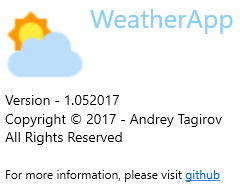 WeatherApp
Version - 1.052017
Copyright © 2017 - Andrey Tagirov
All Rights Reserved
For more information, please visit github